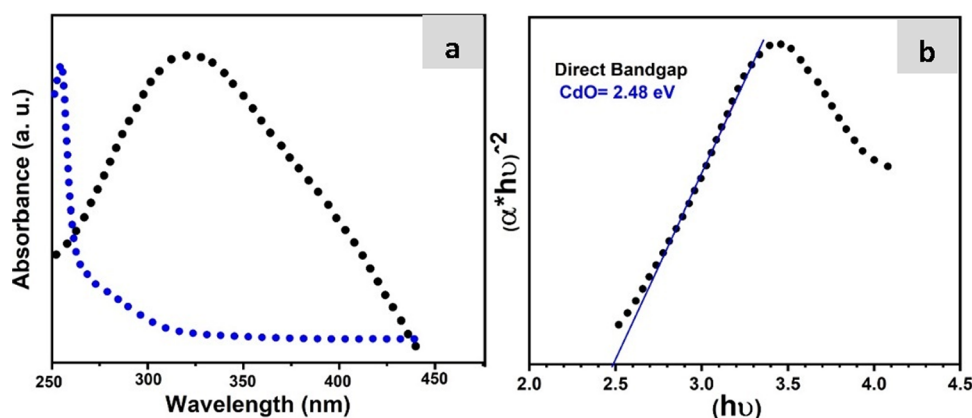 a
Absorbance (a. u.)
250 300 350 400 450
Wavelength (nm)
b
Direct Bandgap
CdO= 2.48 eV
(α*hυ)^2
2.0 2.5 3.0 3.5 4.0 4.5
(hυ)